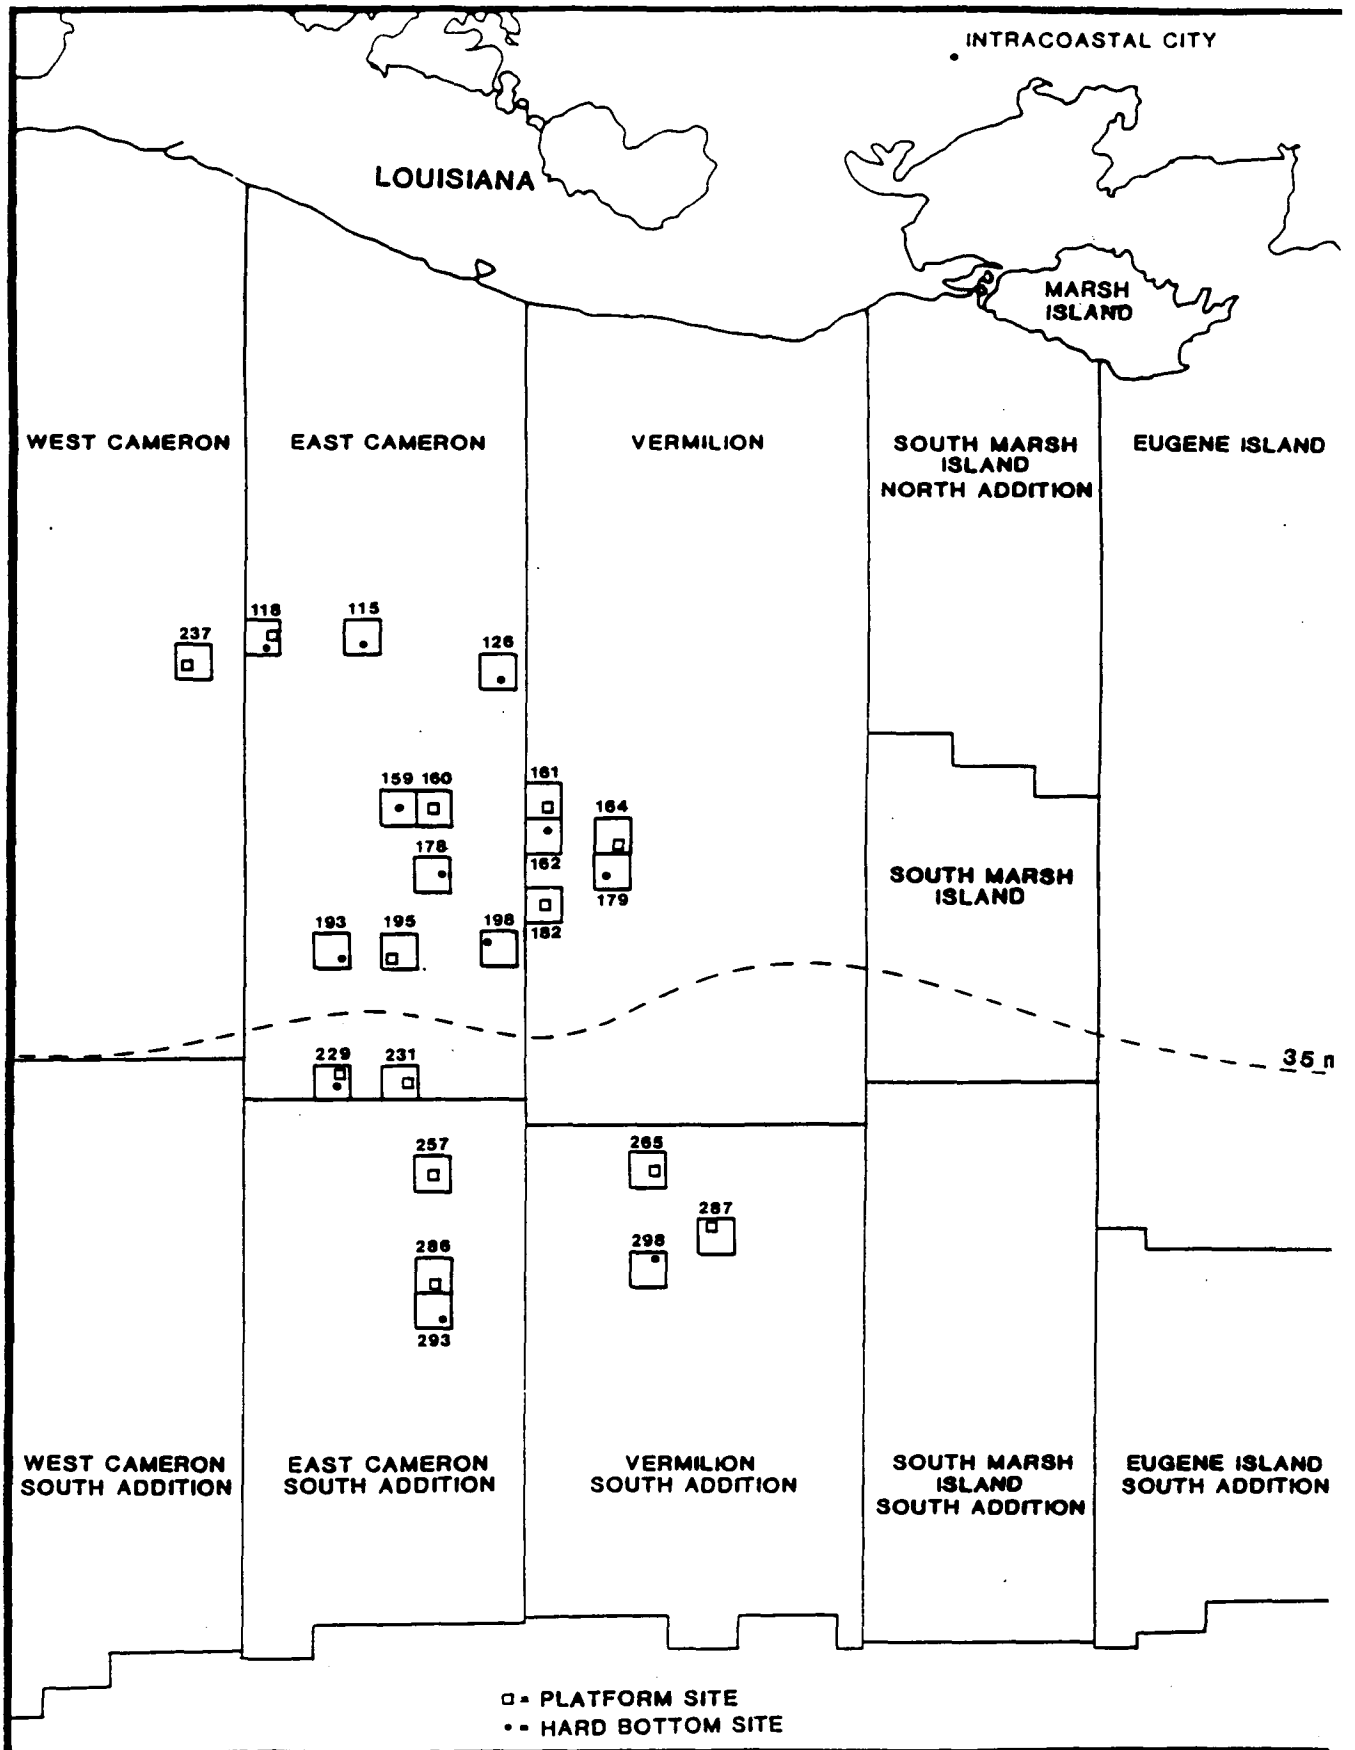 INTRACOASTAL CITY
LOUISIANA
MARSH
ISLAND
WEST CAMERON
EAST CAMERON
VERMILION
SOUTH MARSH
ISLAND
NORTH ADDITION
EUGENE ISLAND
118
115
237
126
159 160
161
164
178
162
179
193
195
198
182
SOUTH MARSH
ISLAND
229
231
35 m
257
265
287
286
298
293
WEST CAMERON
SOUTH ADDITION
EAST CAMERON
SOUTH ADDITION
VERMILION
SOUTH ADDITION
SOUTH MARSH
ISLAND
SOUTH ADDITION
EUGENE ISLAND
SOUTH ADDITION
□ = PLATFORM SITE
• = HARD BOTTOM SITE